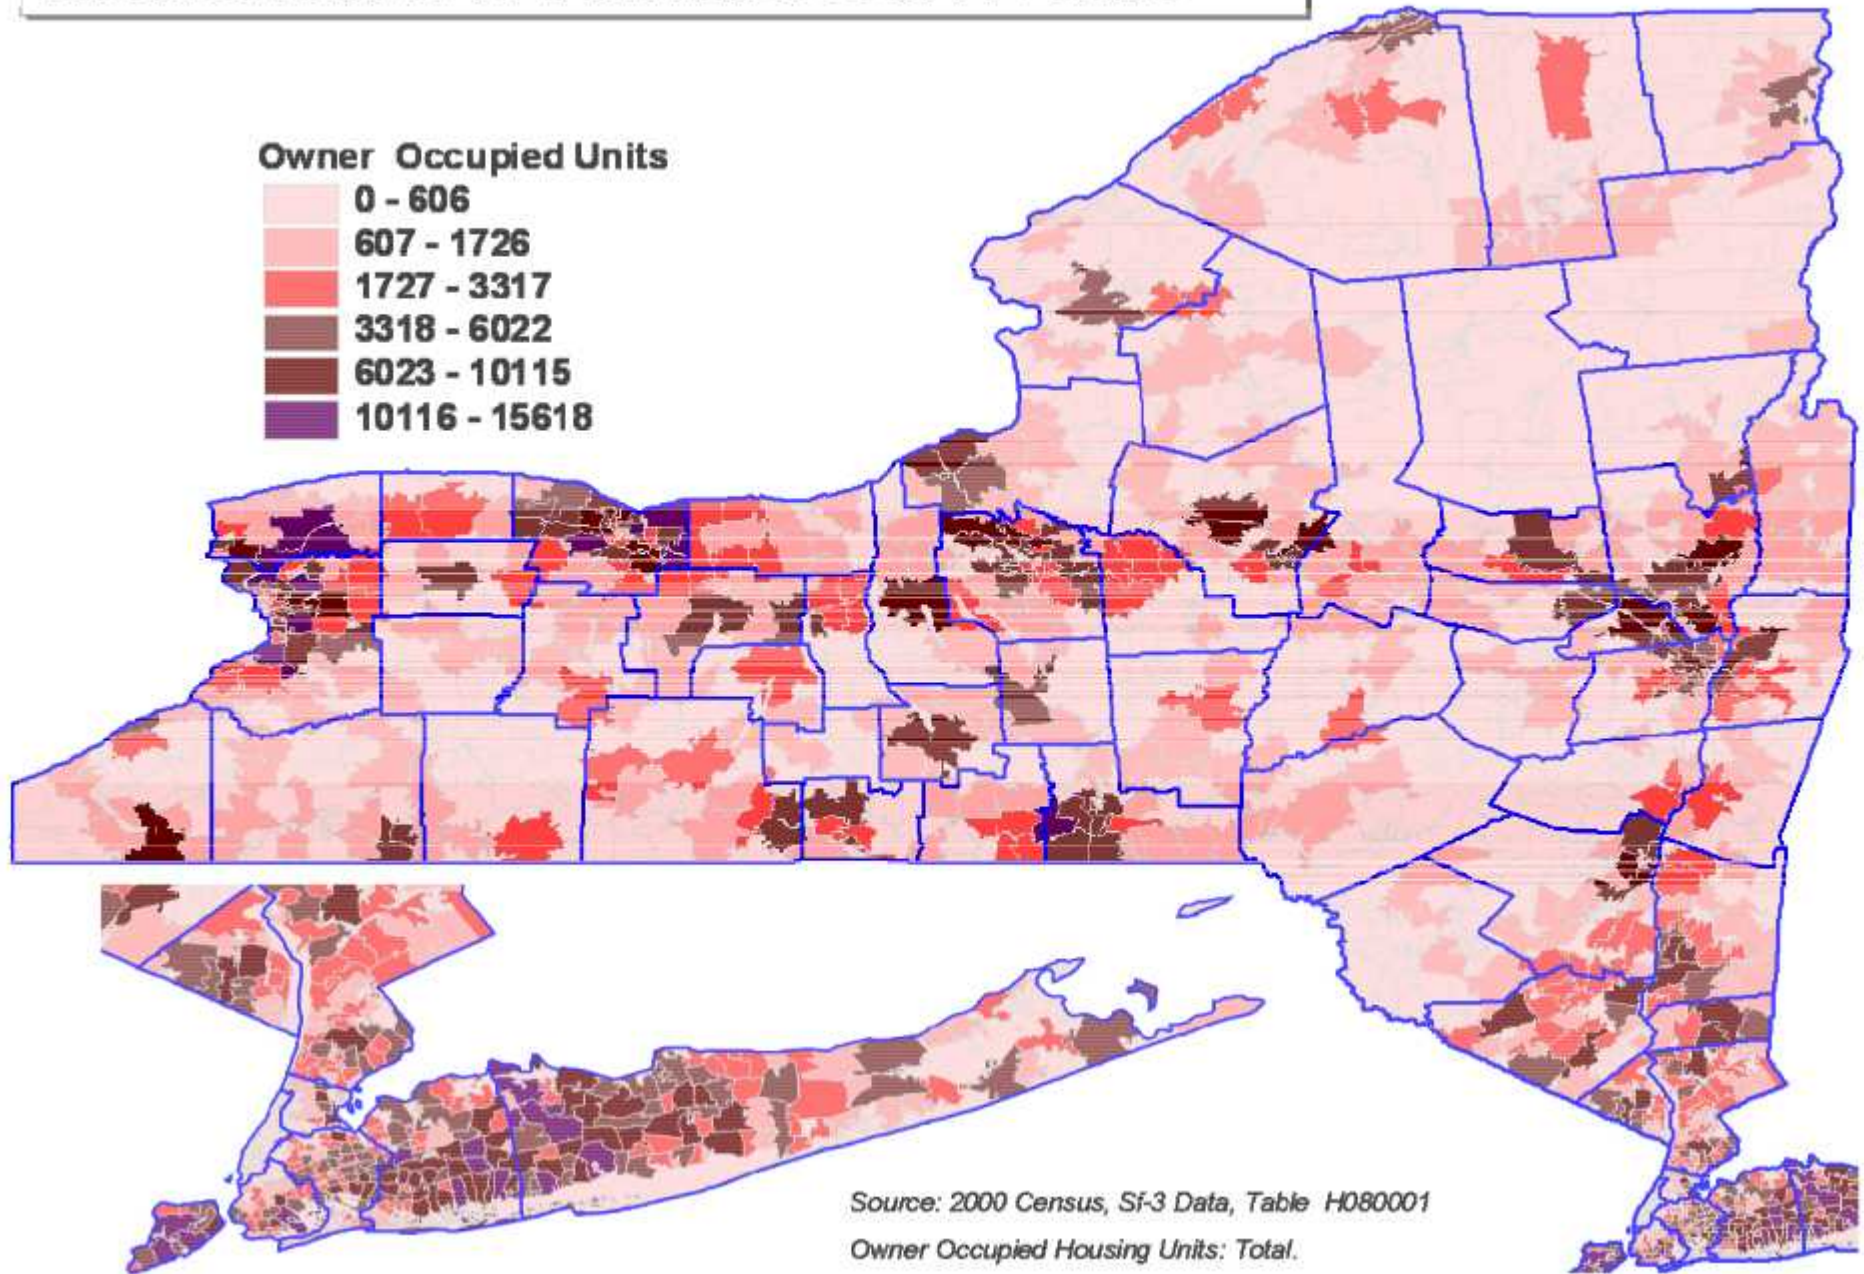 Owner Occupied Units
0 - 606
607 - 1726
1727 - 3317
3318 - 6022
6023 - 10115
10116 - 15618
Source: 2000 Census, Sf-3 Data, Table H080001
Owner Occupied Housing Units: Total.